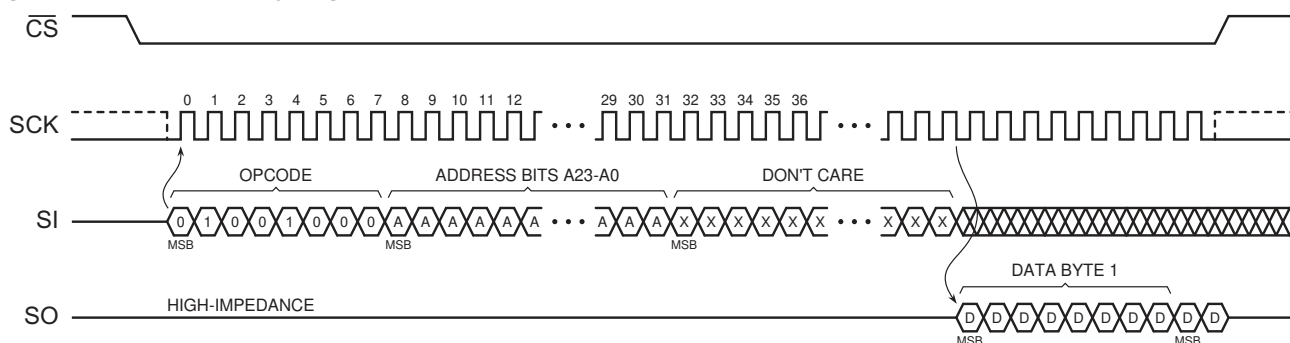 CS
SCK 0 1 2 3 4 5 6 7 8 9 10 11 12 29 30 31 32 33 34 35 36
OPCODE ADDRESS BITS A23-A0 DON'T CARE
SI 0 1 0 0 1 0 0 0 A A A A A A A A A X X X X X X X X X
MSB MSB MSB
DATA BYTE 1
HIGH-IMPEDANCE
SO D D D D D D D D D D
MSB MSB